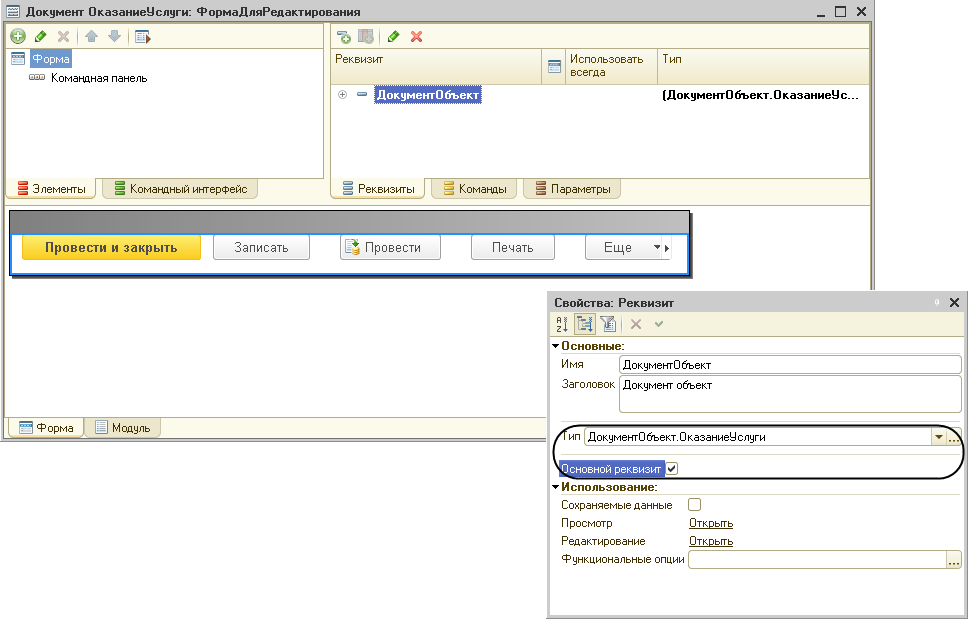 Документ ОказаниеУслуги: ФормаДляРедактирования
Форма
Командная панель
Элементы
Командный интерфейс
Реквизит
Использовать всегда
Тип
ДокументОбъект
(ДокументОбъект.ОказаниеУс...
Реквизиты
Команды
Параметры
Провести и закрыть
Записать
Провести
Печать
Еще
Форма
Модуль
Свойства: Реквизит
Основные:
Имя
ДокументОбъект
Заголовок
Документ объект
Тип
ДокументОбъект.ОказаниеУслуги
...
Основной реквизит
Использование:
Сохраняемые данные
Просмотр
Открыть
Редактирование
Открыть
Функциональные опции
...